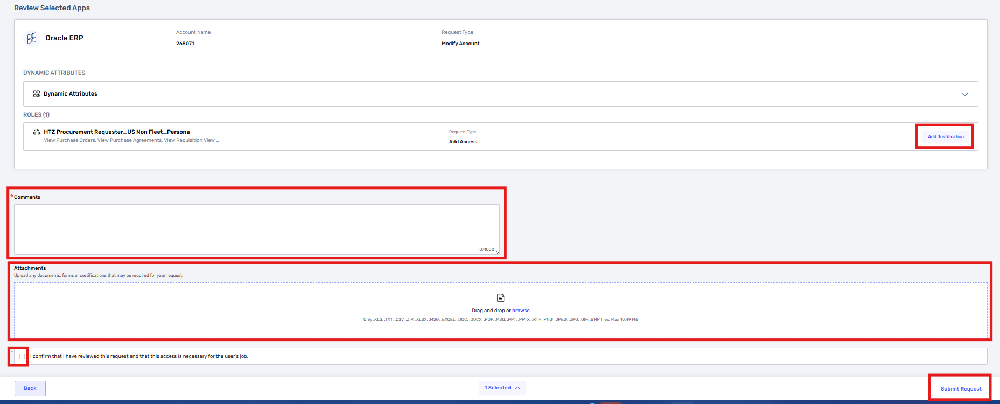 Review Selected Apps
Oracle ERP
Account Name
268071
Request Type
Modify Account
DYNAMIC ATTRIBUTES
Dynamic Attributes
ROLES (1)
HTZ Procurement Requester_US Non Fleet_Persona
View Purchase Orders, View Purchase Agreements, View Requisition View ...
Request Type
Add Access
Add Justification
* Comments
0/1000
Attachments
Upload any documents, forms or certifications that may be required for your request.
Drag and drop or browse
Only .XLS, .TXT, .CSV, .ZIP, .XLSX, .MSG, .EXCEL, .DOC, .DOCX, .PDF, .MSG, .PPT, .PPTX, .RTF, .PNG, .JPEG, .JPG, .GIF, .BMP files. Max 10.49 MB
* I confirm that I have reviewed this request and that this access is necessary for the user's job.
Back
1 Selected
Submit Request